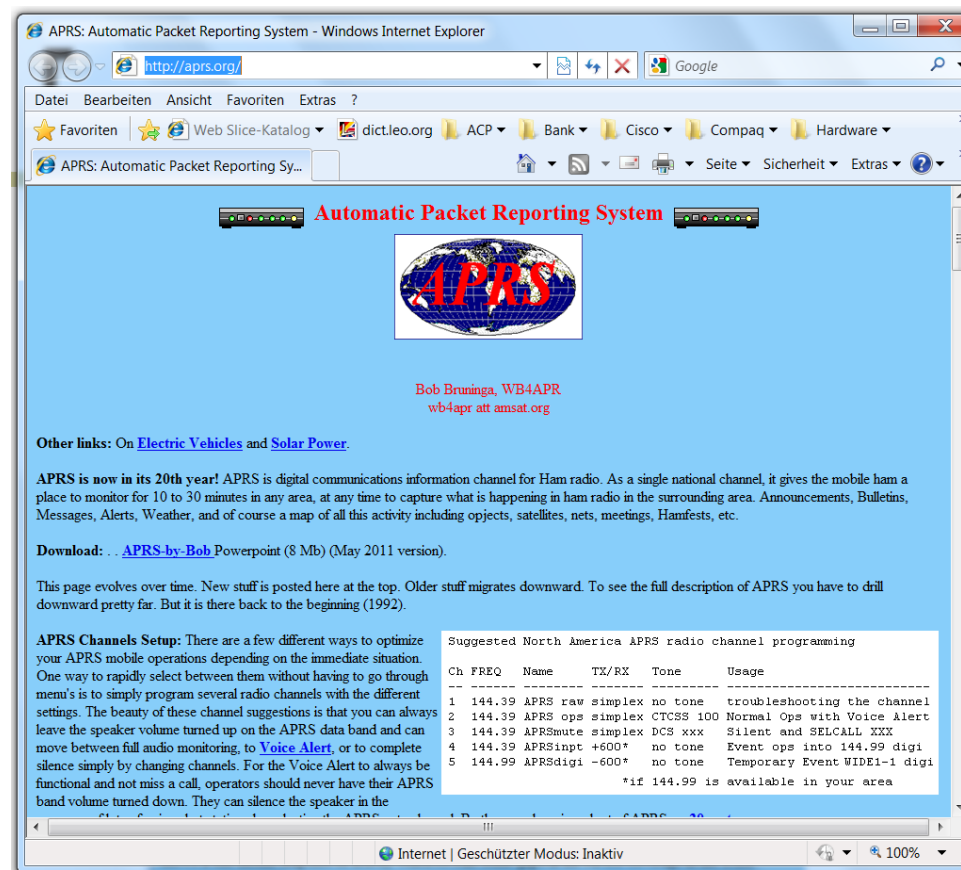 APRS: Automatic Packet Reporting System - Windows Internet Explorer
http://aprs.org/
Google
Datei Bearbeiten Ansicht Favoriten Extras ?
Favoriten Web Slice-Katalog dict.leo.org ACP Bank Cisco Compaq Hardware
APRS: Automatic Packet Reporting Sy... Seite Sicherheit Extras
Automatic Packet Reporting System
APRS
Bob Bruninga, WB4APR
wb4apr att amsat.org
Other links: On Electric Vehicles and Solar Power.
APRS is now in its 20th year! APRS is digital communications information channel for Ham radio. As a single national channel, it gives the mobile ham a
place to monitor for 10 to 30 minutes in any area, at any time to capture what is happening in ham radio in the surrounding area. Announcements, Bulletins,
Messages, Alerts, Weather, and of course a map of all this activity including opjects, satellites, nets, meetings, Hamfests, etc.
Download: . . APRS-by-Bob Powerpoint (8 Mb) (May 2011 version).
This page evolves over time. New stuff is posted here at the top. Older stuff migrates downward. To see the full description of APRS you have to drill
downward pretty far. But it is there back to the beginning (1992).
APRS Channels Setup: There are a few different ways to optimize
your APRS mobile operations depending on the immediate situation.
One way to rapidly select between them without having to go through
menu's is to simply program several radio channels with the different
settings. The beauty of these channel suggestions is that you can always
leave the speaker volume turned up on the APRS data band and can
move between full audio monitoring, to Voice Alert, or to complete
silence simply by changing channels. For the Voice Alert to always be
functional and not miss a call, operators should never have their APRS
band volume turned down. They can silence the speaker in the
Suggested North America APRS radio channel programming
Ch FREQ Name TX/RX Tone Usage
-- ------ -------- ------- --------- --------------------------
1 144.39 APRS raw simplex no tone troubleshooting the channel
2 144.39 APRS ops simplex CTCSS 100 Normal Ops with Voice Alert
3 144.39 APRSmute simplex DCS xxx Silent and SELCALL XXX
4 144.39 APRSinpt +600* no tone Event ops into 144.99 digi
5 144.99 APRSdigi -600* no tone Temporary Event WIDE1-1 digi
*if 144.99 is available in your area
Internet | Geschützter Modus: Inaktiv 100%